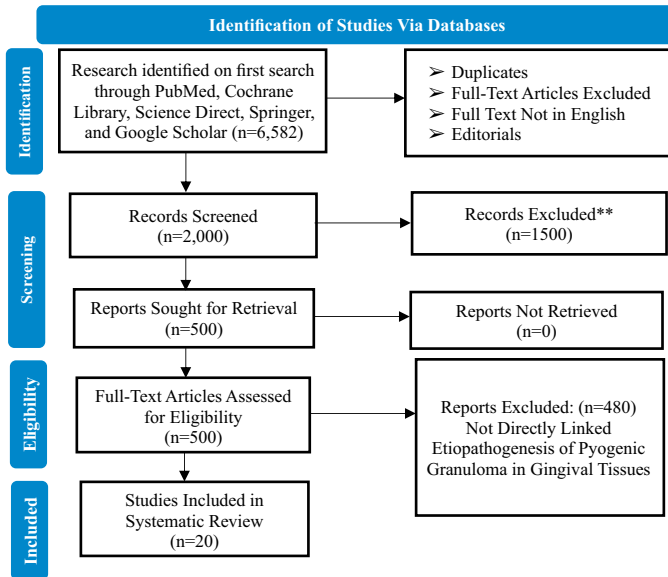 Identification of Studies Via Databases
Identification
Research identified on first search
through PubMed, Cochrane
Library, Science Direct, Springer,
and Google Scholar (n=6,582)
➢ Duplicates
➢ Full-Text Articles Excluded
➢ Full Text Not in English
➢ Editorials
Screening
Records Screened
(n=2,000)
Records Excluded**
(n=1500)
Reports Sought for Retrieval
(n=500)
Reports Not Retrieved
(n=0)
Eligibility
Full-Text Articles Assessed
for Eligibility
(n=500)
Reports Excluded: (n=480)
Not Directly Linked
Etiopathogenesis of Pyogenic
Granuloma in Gingival Tissues
Included
Studies Included in
Systematic Review
(n=20)